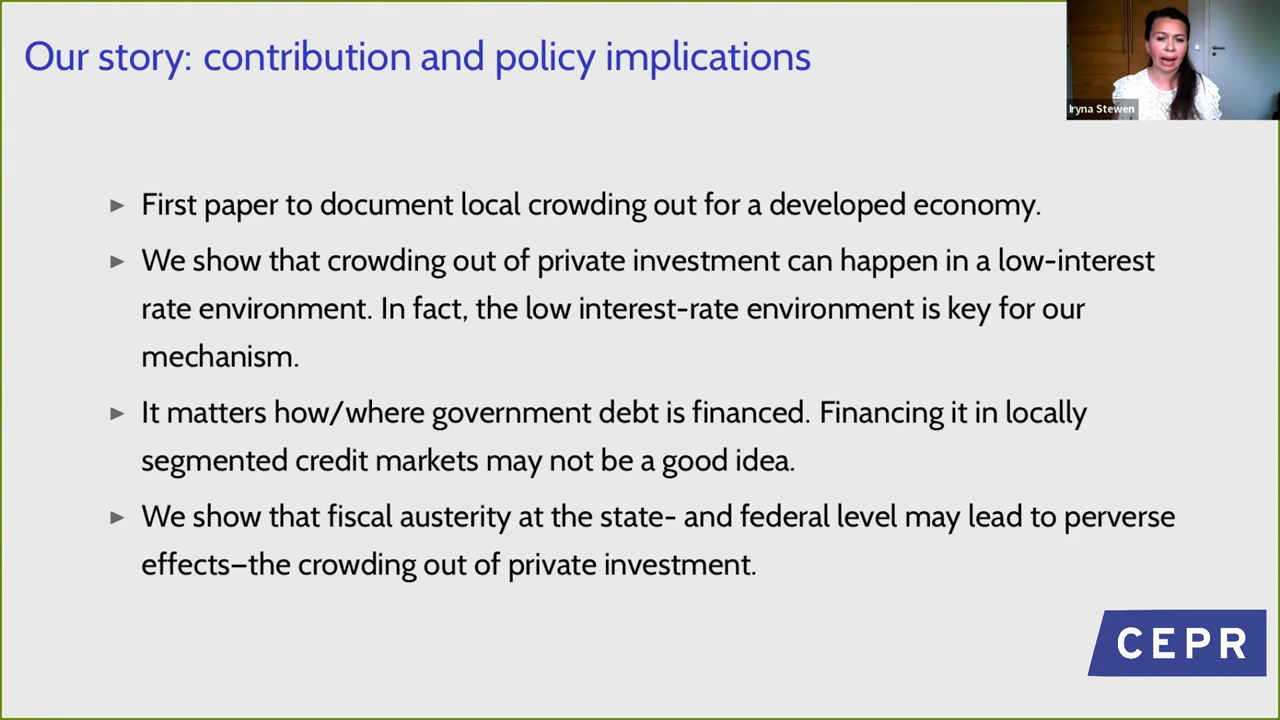 Our story: contribution and policy implications
Iryna Stewen
► First paper to document local crowding out for a developed economy.
► We show that crowding out of private investment can happen in a low-interest
rate environment. In fact, the low interest-rate environment is key for our
mechanism.
► It matters how/where government debt is financed. Financing it in locally
segmented credit markets may not be a good idea.
► We show that fiscal austerity at the state- and federal level may lead to perverse
effects–the crowding out of private investment.
CEPR